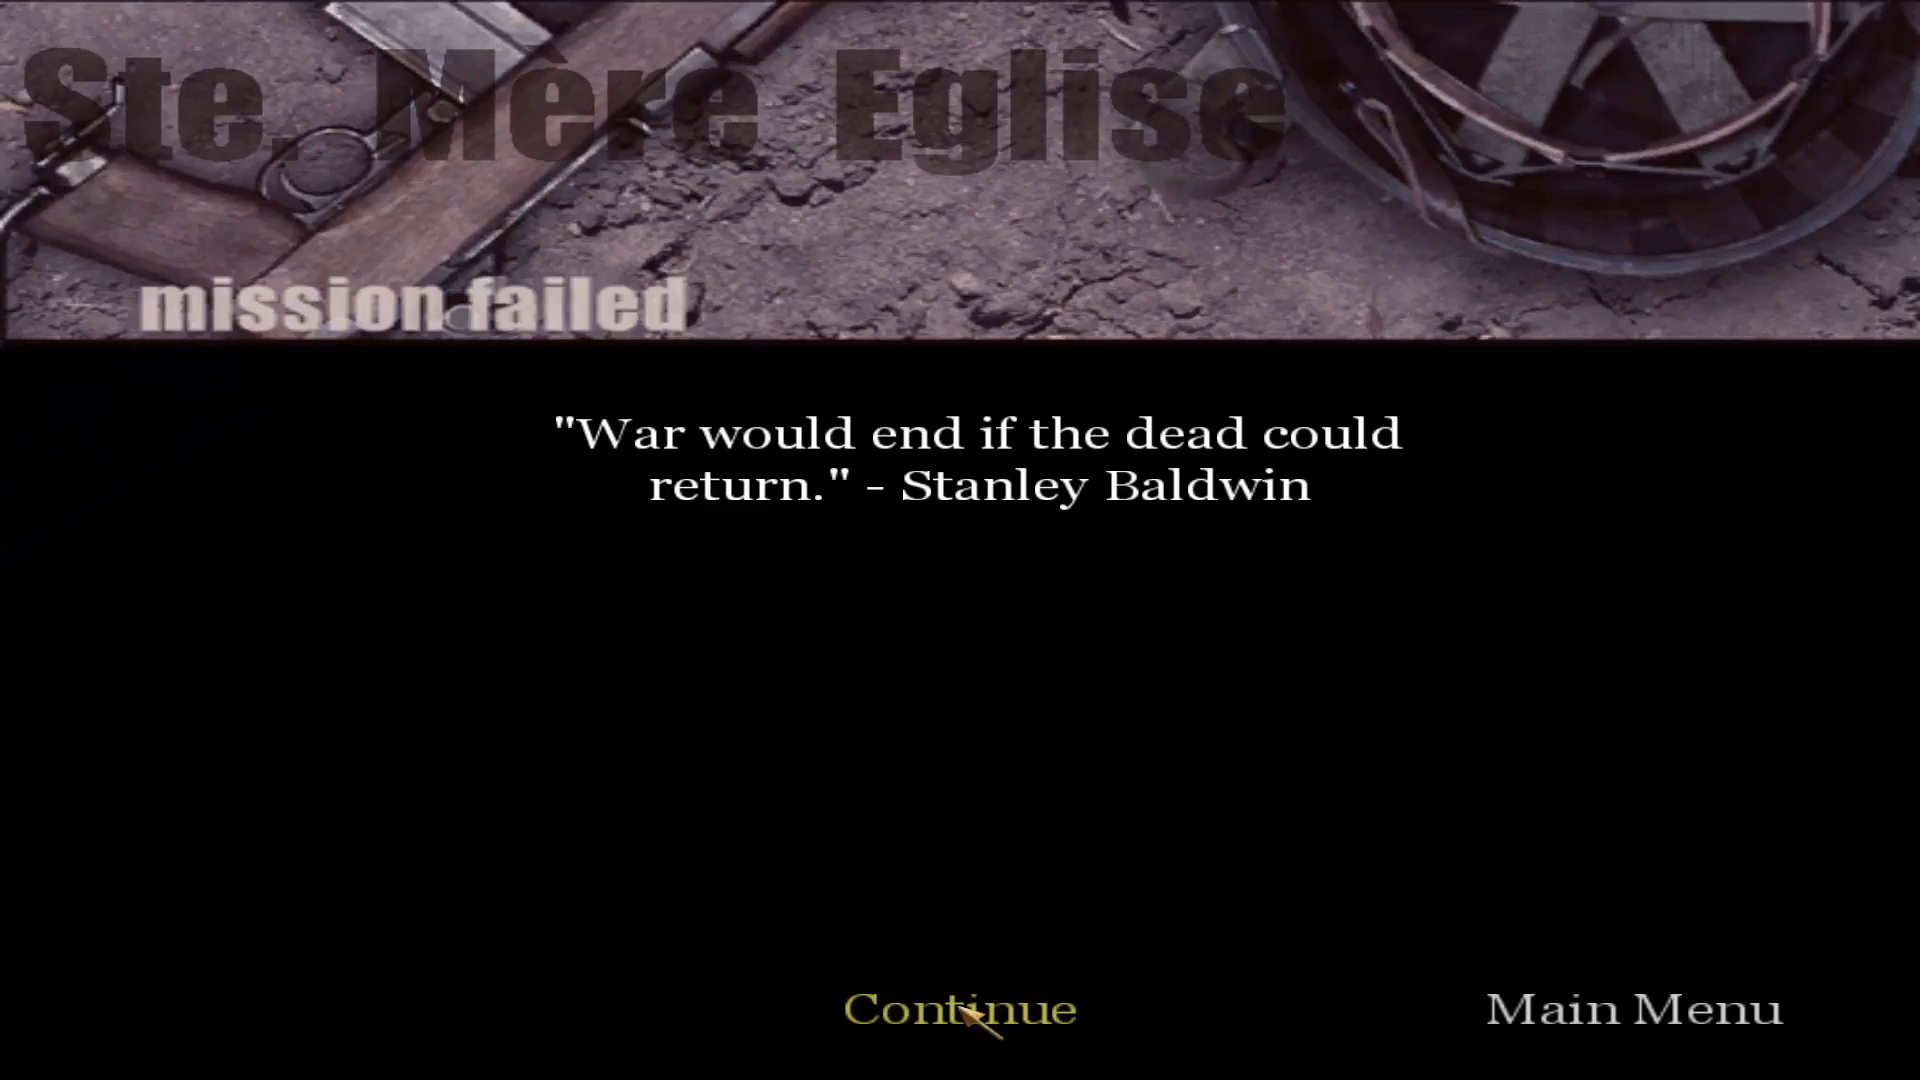 Ste. Mère Eglise
mission failed
"War would end if the dead could
return." - Stanley Baldwin
Continue
Main Menu